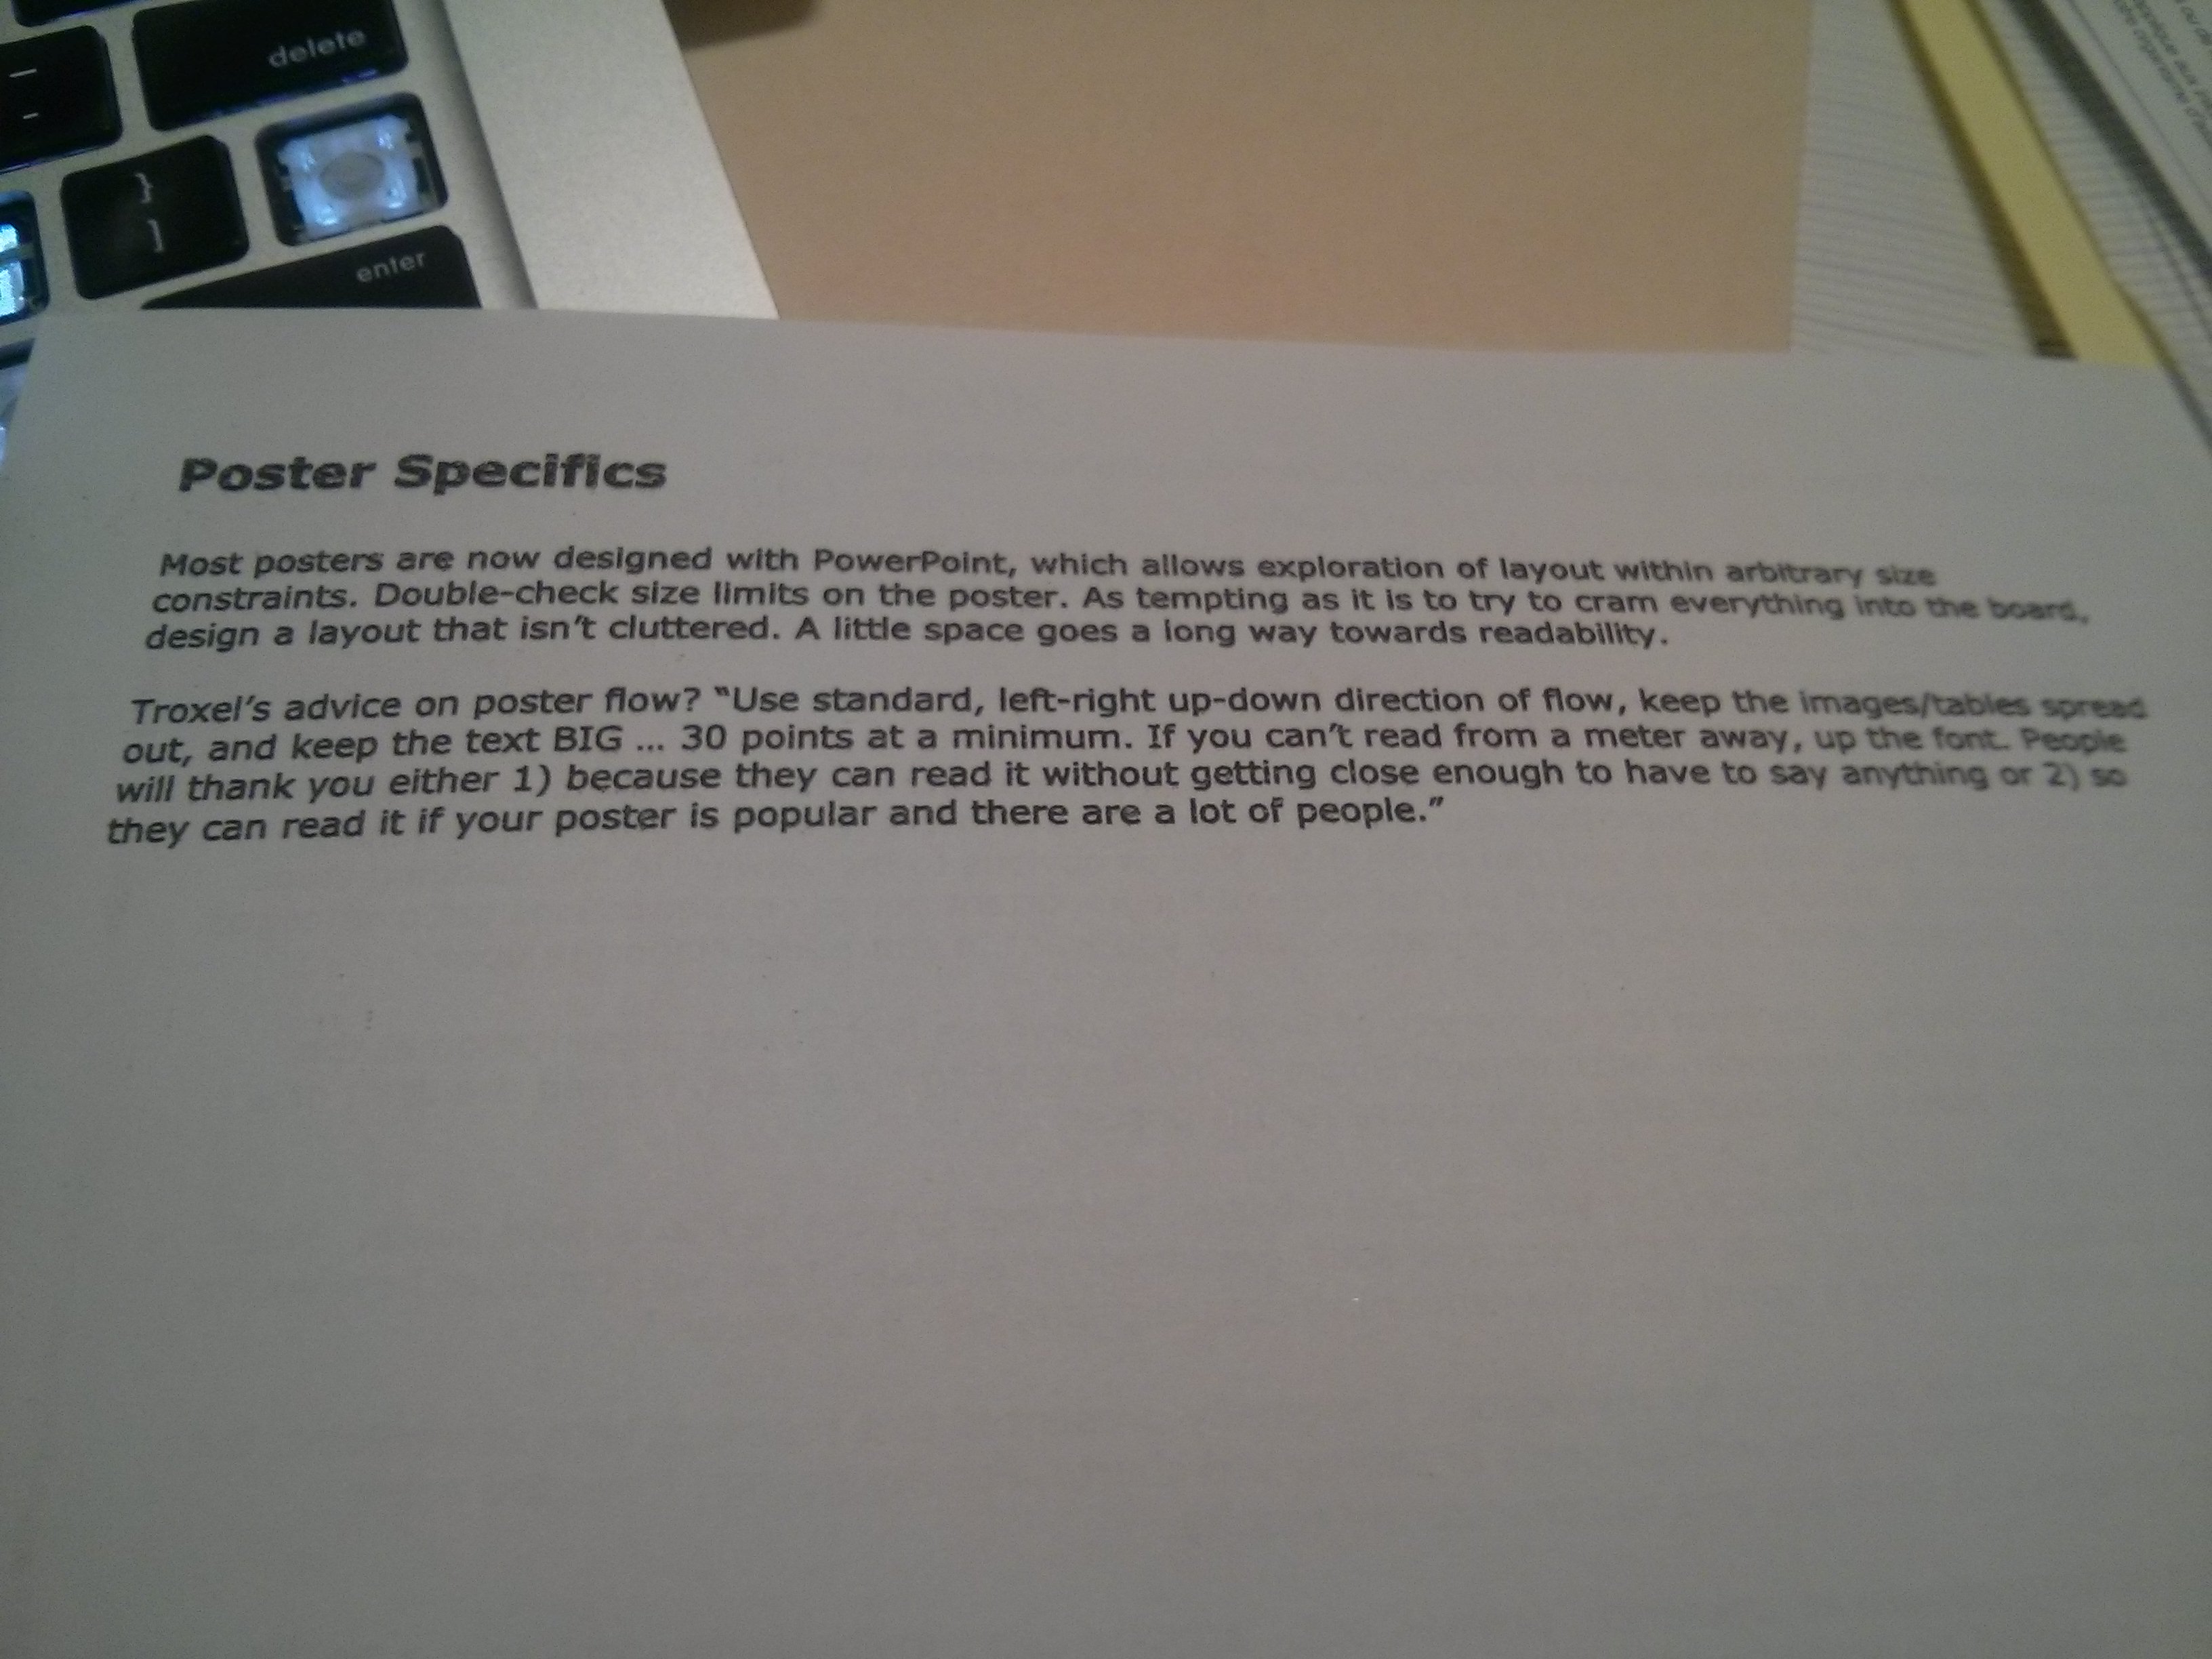 delete
—
-
}
]
enter
Poster Specifics
Most posters are now designed with PowerPoint, which allows exploration of layout within arbitrary size
constraints. Double-check size limits on the poster. As tempting as it is to try to cram everything into the board,
design a layout that isn’t cluttered. A little space goes a long way towards readability.
Troxel’s advice on poster flow? “Use standard, left-right up-down direction of flow, keep the images/tables spread
out, and keep the text BIG ... 30 points at a minimum. If you can’t read from a meter away, up the font. People
will thank you either 1) because they can read it without getting close enough to have to say anything or 2) so
they can read it if your poster is popular and there are a lot of people.”